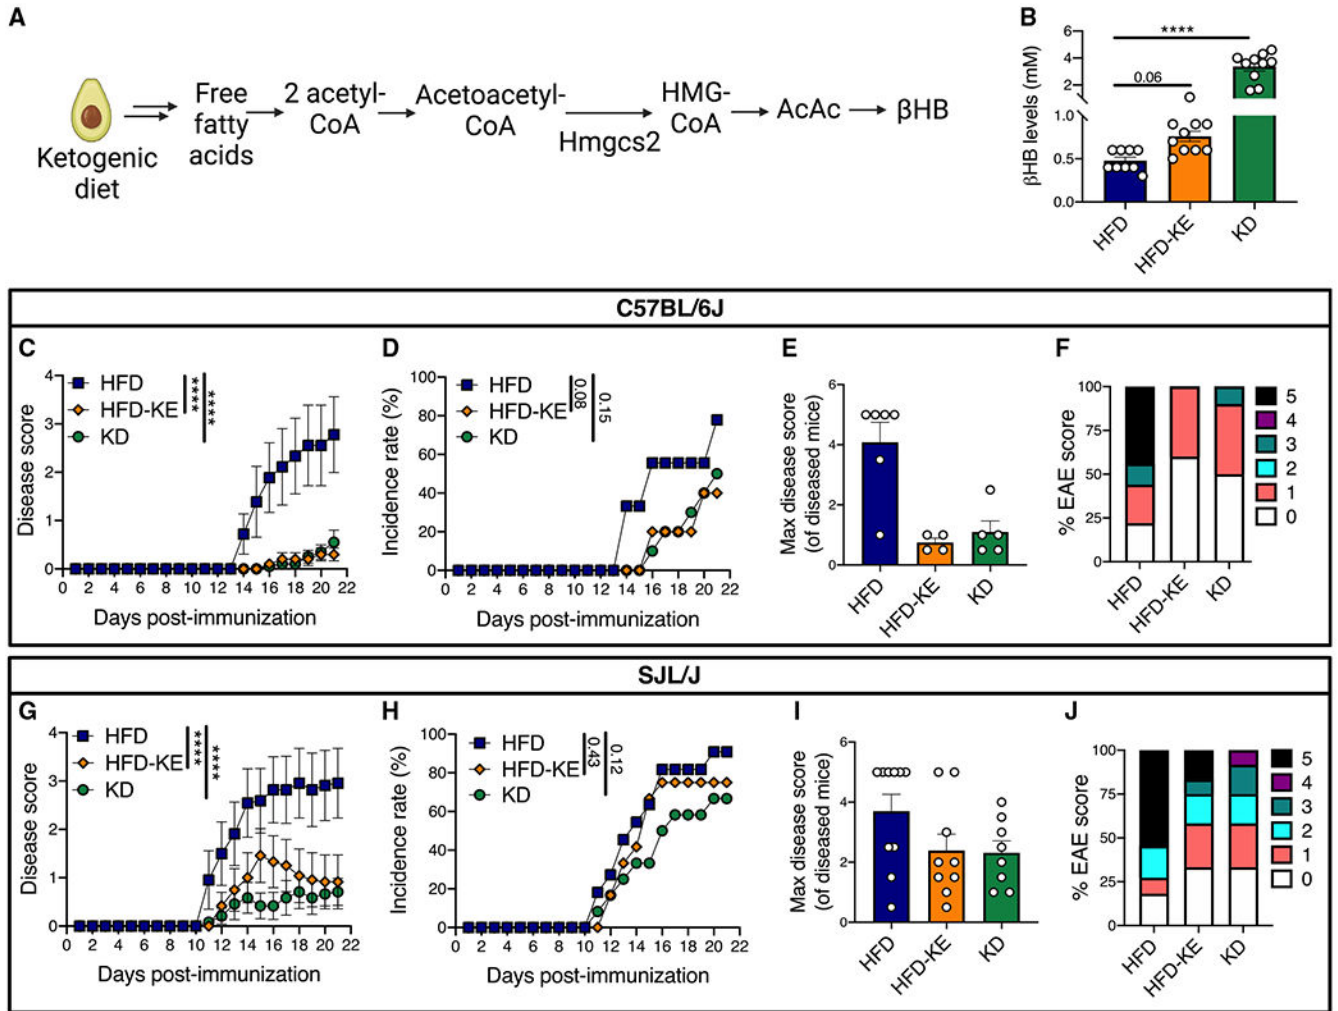 A
Ketogenic
diet
Free
fatty
acids
2 acetyl-
CoA
Acetoacetyl-
CoA
Hmgcs2
HMG-
CoA
AcAc
βHB
B
βHB levels (mM)
6
4
2
1.0
0.5
0.0
****
0.06
HFD
HFD-KE
KD
C57BL/6J
C
Disease score
4
3
2
1
0
HFD
HFD-KE
KD
****
****
0 2 4 6 8 10 12 14 16 18 20 22
Days post-immunization
D
Incidence rate (%)
100
80
60
40
20
0
HFD
HFD-KE
KD
0.08
0.15
0 2 4 6 8 10 12 14 16 18 20 22
Days post-immunization
E
Max disease score
(of diseased mice)
6
4
2
0
HFD
HFD-KE
KD
F
% EAE score
100
75
50
25
0
HFD
HFD-KE
KD
5
4
3
2
1
0
SJL/J
G
Disease score
4
3
2
1
0
HFD
HFD-KE
KD
****
****
0 2 4 6 8 10 12 14 16 18 20 22
Days post-immunization
H
Incidence rate (%)
100
80
60
40
20
0
HFD
HFD-KE
KD
0.43
0.12
0 2 4 6 8 10 12 14 16 18 20 22
Days post-immunization
I
Max disease score
(of diseased mice)
6
4
2
0
HFD
HFD-KE
KD
J
% EAE score
100
75
50
25
0
HFD
HFD-KE
KD
5
4
3
2
1
0